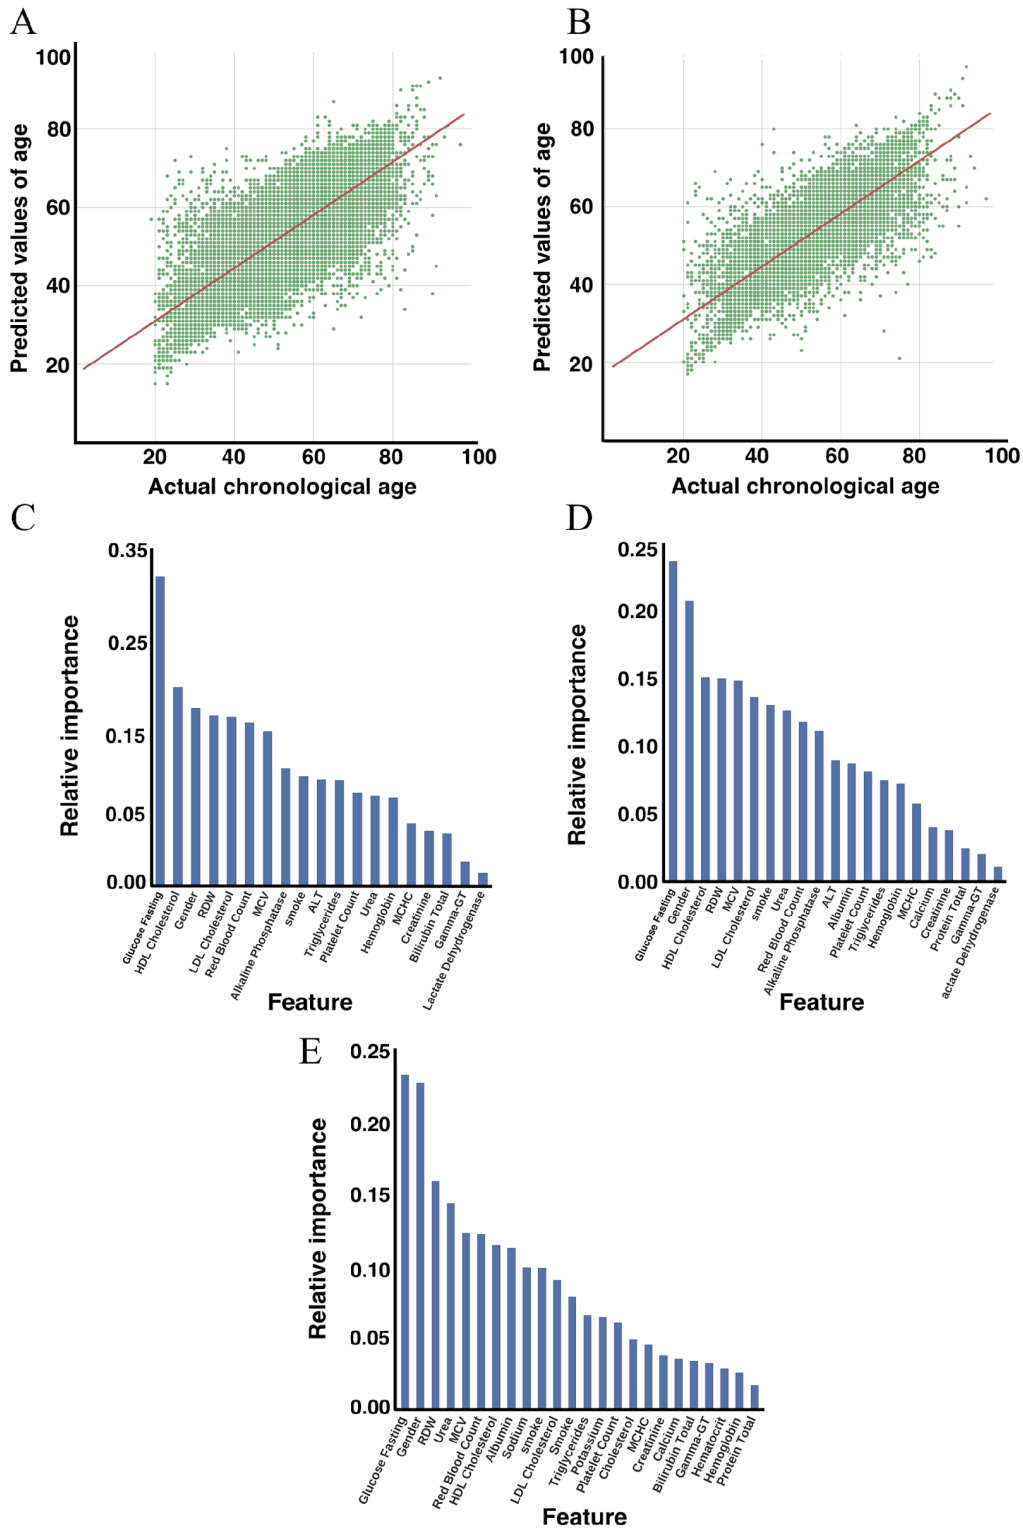 A
100
80
60
40
20
20 40 60 80 100
Predicted values of age
Actual chronological age
B
100
80
60
40
20
20 40 60 80 100
Predicted values of age
Actual chronological age
C
0.35
0.25
0.15
0.05
0.00
Relative importance
Glucose Fasting
HDL Cholesterol
Gender
RDW
LDL Cholesterol
Red Blood Count
MCV
Alkaline Phosphatase
smoke
ALT
Triglycerides
Platelet Count
Urea
Hemoglobin
MCHC
Creatinine
Bilirubin Total
Gamma-GT
Lactate Dehydrogenase
Feature
D
0.25
0.20
0.15
0.10
0.05
0.00
Relative importance
Glucose Fasting
Gender
HDL Cholesterol
RDW
MCV
LDL Cholesterol
smoke
Urea
Red Blood Count
Alkaline Phosphatase
ALT
Albumin
Platelet Count
Triglycerides
Hemoglobin
MCHC
Calcium
Creatinine
Protein Total
Gamma-GT
actate Dehydrogenase
Feature
E
0.25
0.20
0.15
0.10
0.05
0.00
Relative importance
Glucose Fasting
Gender
RDW
Urea
MCV
Red Blood Count
HDL Cholesterol
Albumin
Sodium
smoke
LDL Cholesterol
Smoke
Triglycerides
Potassium
Platelet Count
Cholesterol
MCHC
Creatinine
Calcium
Bilirubin Total
Gamma-GT
Hematocrit
Hemoglobin
Protein Total
Feature